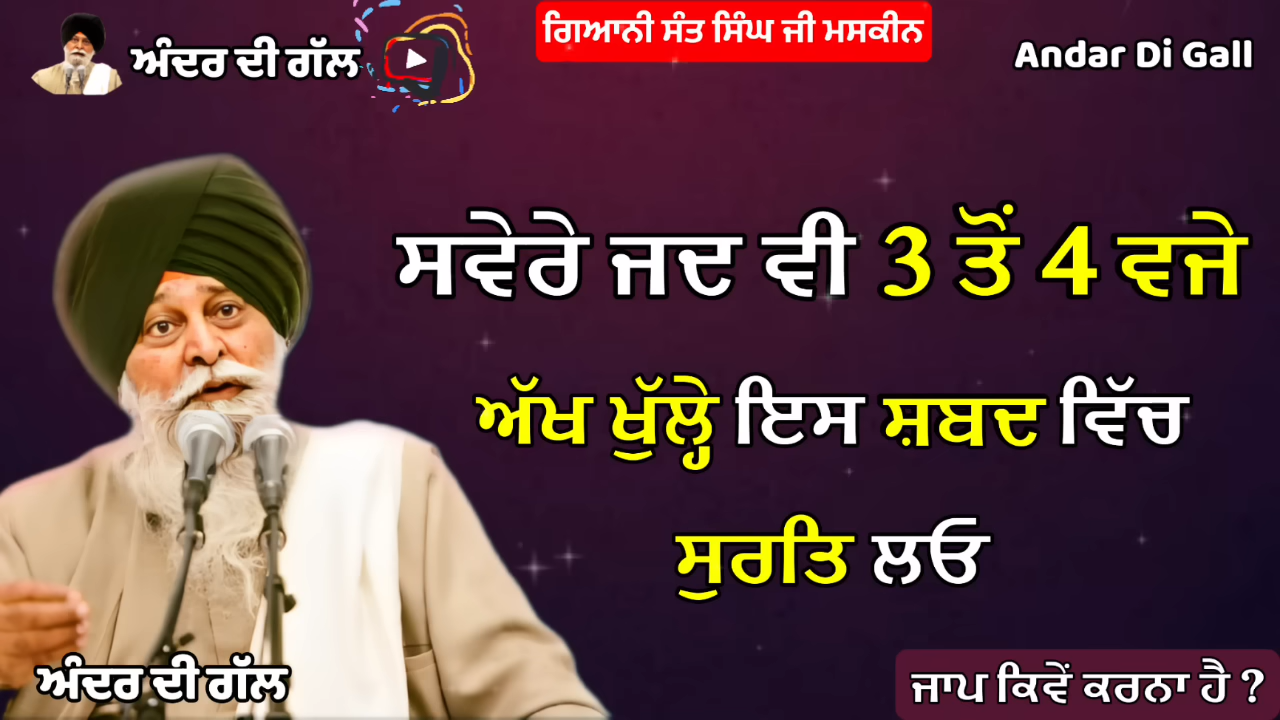 ਅੰਦਰ ਦੀ ਗੱਲ
ਗਿਆਨੀ ਸੰਤ ਸਿੰਘ ਜੀ ਮਸਕੀਨ
Andar Di Gall
ਸਵੇਰੇ ਜਦ ਵੀ 3 ਤੋਂ 4 ਵਜੇ
ਅੱਖ ਖੁੱਲ੍ਹੇ ਇਸ ਸ਼ਬਦ ਵਿੱਚ
ਸੁਰਤਿ ਲਓ
ਅੰਦਰ ਦੀ ਗੱਲ
ਜਾਪ ਕਿਵੇਂ ਕਰਨਾ ਹੈ ?